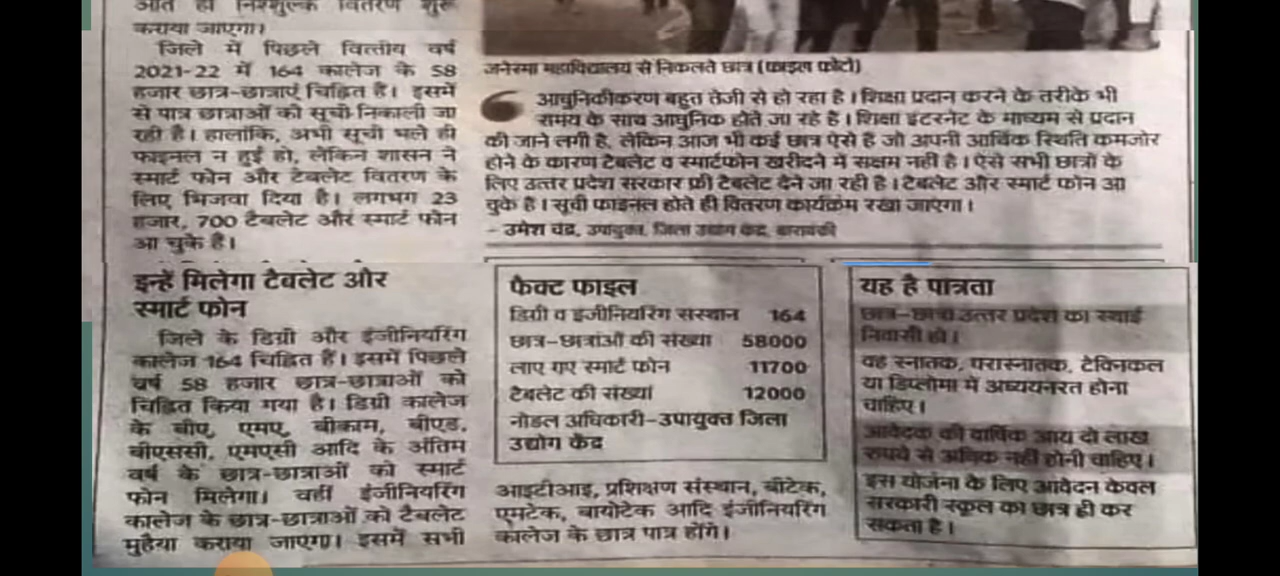 आते ही निश्शुल्क वितरण शुरू
कराया जाएगा।
जिले में पिछले वित्तीय वर्ष
2021-22 में 164 कालेज के 58
हजार छात्र-छात्राएं चिह्नित हैं। इसमें
से पात्र छात्राओं की सूची निकाली जा
रही है। हालांकि, अभी सूची भले ही
फाइनल न हुई हो, लेकिन शासन ने
स्मार्ट फोन और टैबलेट वितरण के
लिए भिजवा दिया है। लगभग 23
हजार, 700 टैबलेट और स्मार्ट फोन
आ चुके हैं।
जनेस्मा महाविद्यालय से निकलते छात्र (फाइल फोटो)
आधुनिकीकरण बहुत तेजी से हो रहा है। शिक्षा प्रदान करने के तरीके भी
समय के साथ आधुनिक होते जा रहे है। शिक्षा इंटरनेट के माध्यम से प्रदान
की जाने लगी है, लेकिन आज भी कई छात्र ऐसे है जो अपनी आर्थिक स्थिति कमजोर
होने के कारण टैबलेट व स्मार्टफोन खरीदने में सक्षम नहीं है। ऐसे सभी छात्रों के
लिए उत्तर प्रदेश सरकार फ्री टैबलेट देने जा रही है। टैबलेट और स्मार्ट फोन आ
चुके है। सूची फाइनल होते ही वितरण कार्यक्रम रखा जाएगा।
- उमेश चंद्र, उपायुक्त, जिला उद्योग केंद्र, बाराबंकी
इन्हें मिलेगा टैबलेट और
स्मार्ट फोन
जिले के डिग्री और इंजीनियरिंग
कालेज 164 चिह्नित हैं। इसमें पिछले
वर्ष 58 हजार छात्र-छात्राओं को
चिह्नित किया गया है। डिग्री कालेज
के बीए, एमए, बीकाम, बीएड,
बीएससी, एमएससी आदि के अंतिम
वर्ष के छात्र-छात्राओं को स्मार्ट
फोन मिलेगा। वहीं इंजीनियरिंग
कालेज के छात्र-छात्राओं को टैबलेट
मुहैया कराया जाएगा। इसमें सभी
फैक्ट फाइल
डिग्री व इंजीनियरिंग संस्थान 164
छात्र-छात्राओं की संख्या 58000
लाए गए स्मार्ट फोन 11700
टैबलेट की संख्या 12000
नोडल अधिकारी-उपायुक्त जिला
उद्योग केंद्र
आइटीआइ, प्रशिक्षण संस्थान, बीटेक,
एमटेक, बायोटेक आदि इंजीनियरिंग
कालेज के छात्र पात्र होंगे।
यह है पात्रता
छात्र-छात्रा उत्तर प्रदेश का स्थाई
निवासी हो।
वह स्नातक, परास्नातक, टेक्निकल
या डिप्लोमा में अध्ययनरत होना
चाहिए।
आवेदक की वार्षिक आय दो लाख
रुपये से अधिक नहीं होनी चाहिए।
इस योजना के लिए आवेदन केवल
सरकारी स्कूल का छात्र ही कर
सकता है।